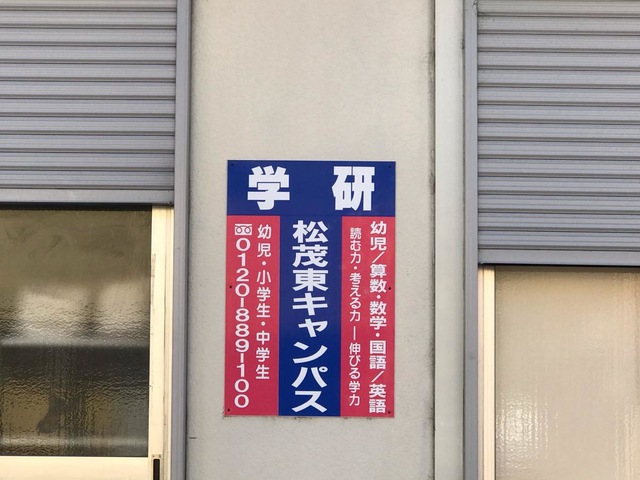 学研
幼児／算数・数学・国語／英語
読む力・考える力―伸びる学力
松茂東キャンパス
幼児・小学生・中学生
0120-889-100